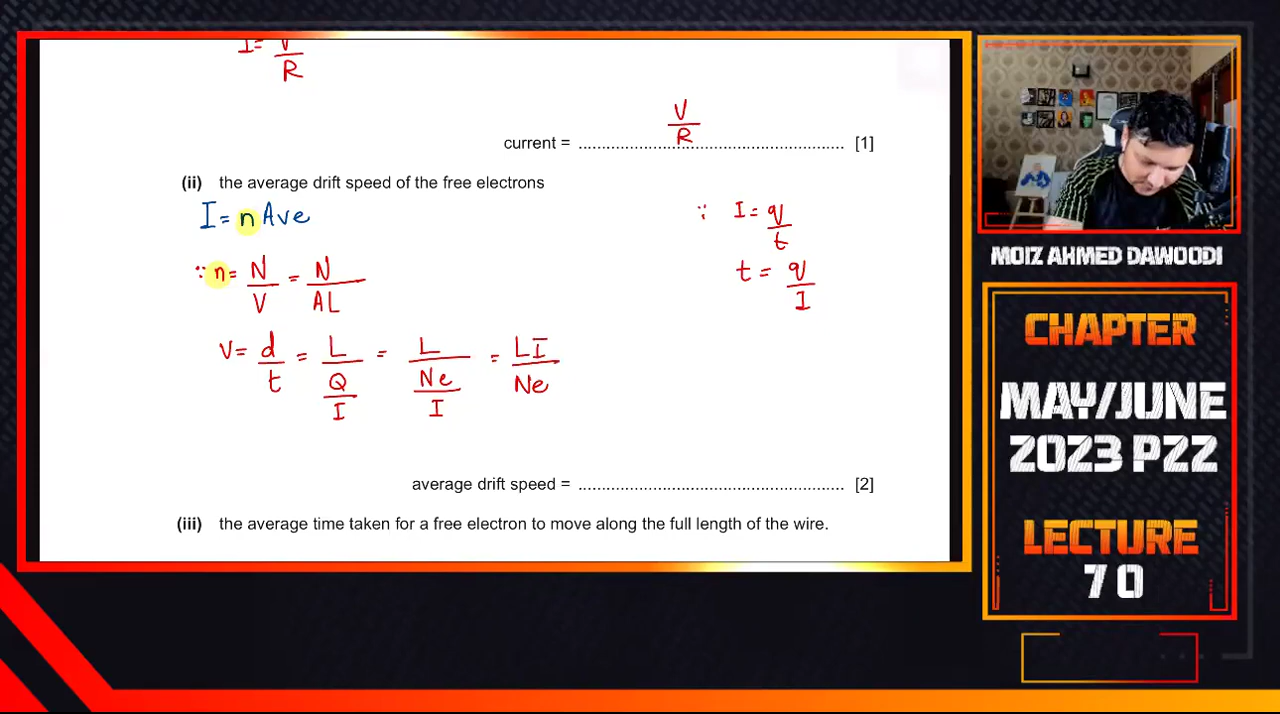 I = V/R
V/R
current = ........................................................ [1]
(ii) the average drift speed of the free electrons
I = nAve
∵ n = N/V = N/AL
v = d/t = L/(Q/I) = L/(Ne/I) = LI/Ne
∵ I = q/t
t = q/I
average drift speed = ........................................................ [2]
(iii) the average time taken for a free electron to move along the full length of the wire.
MOIZ AHMED DAWOODI
CHAPTER
MAY/JUNE
2023 P22
LECTURE
70